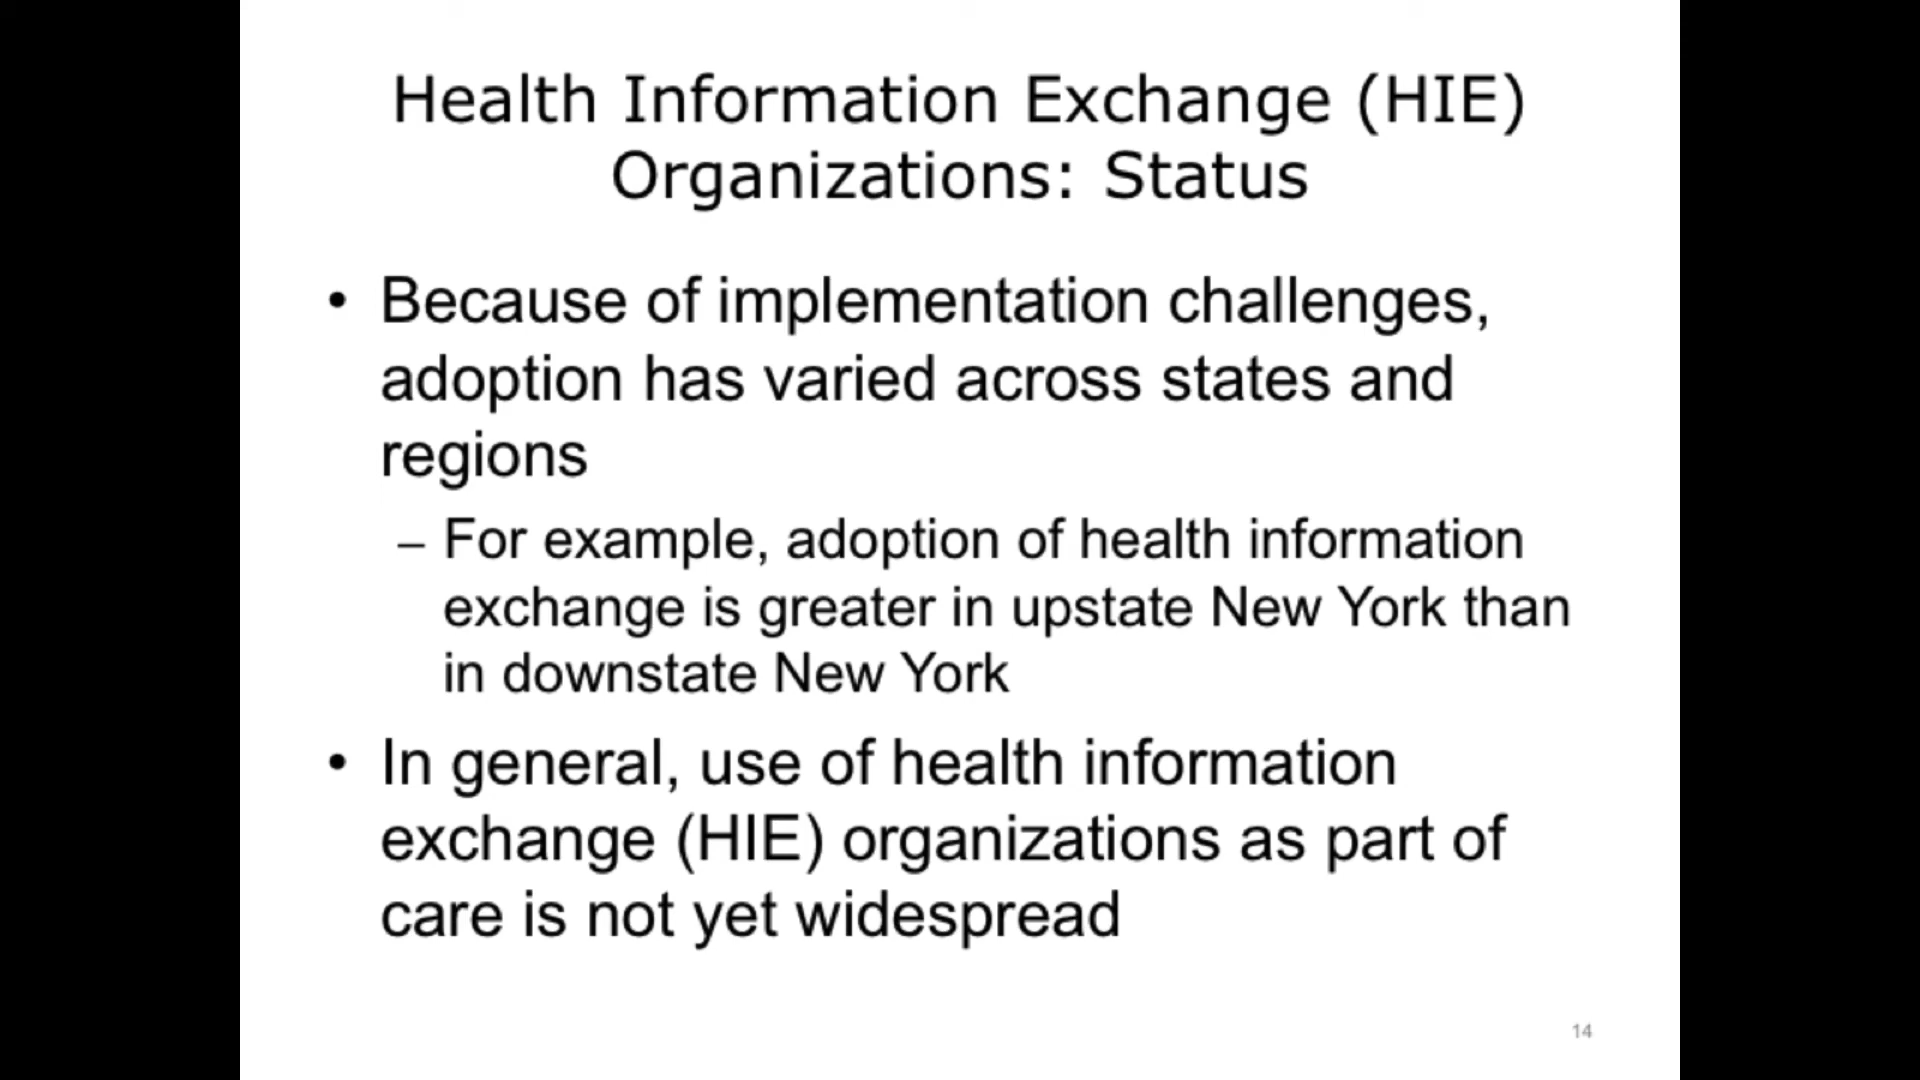 Health Information Exchange (HIE)
Organizations: Status
• Because of implementation challenges,
adoption has varied across states and
regions
– For example, adoption of health information
exchange is greater in upstate New York than
in downstate New York
• In general, use of health information
exchange (HIE) organizations as part of
care is not yet widespread
14